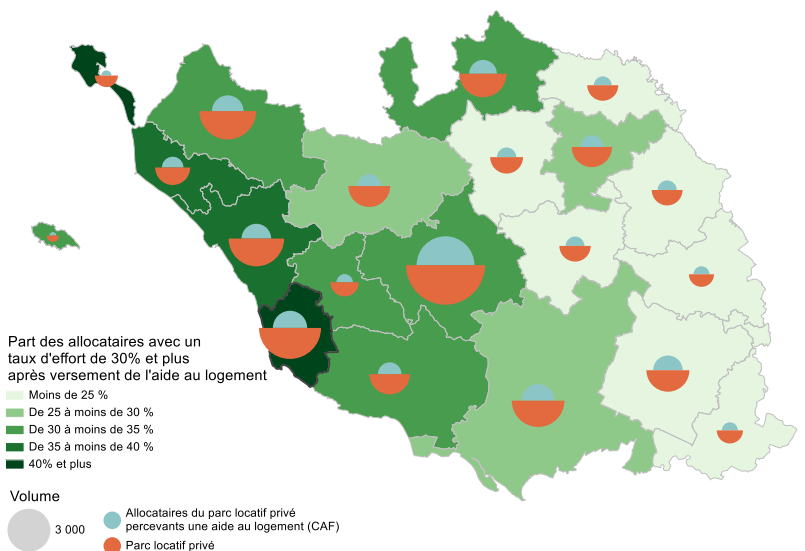 Part des allocataires avec un
taux d'effort de 30% et plus
après versement de l'aide au logement
Moins de 25 %
De 25 à moins de 30 %
De 30 à moins de 35 %
De 35 à moins de 40 %
40% et plus
Volume
3 000
Allocataires du parc locatif privé
percevants une aide au logement (CAF)
Parc locatif privé